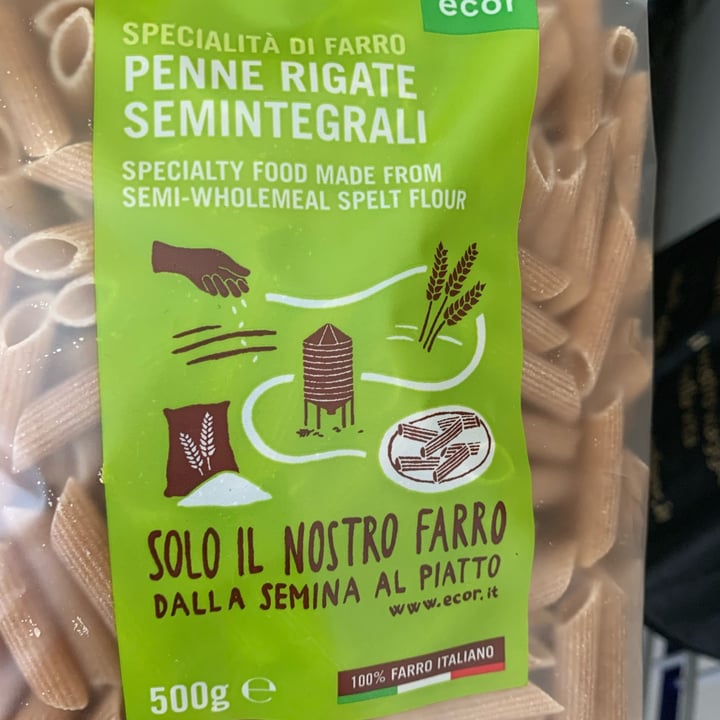 ecor
SPECIALITÀ DI FARRO
PENNE RIGATE
SEMINTEGRALI
SPECIALTY FOOD MADE FROM
SEMI-WHOLEMEAL SPELT FLOUR
SOLO IL NOSTRO FARRO
DALLA SEMINA AL PIATTO
www.ecor.it
100% FARRO ITALIANO
500g ℮